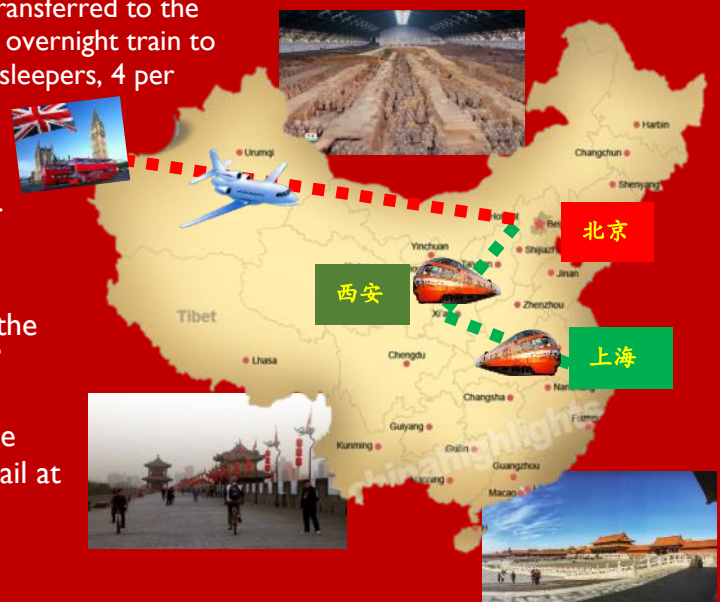 ransferred to the
overnight train to
sleepers, 4 per
the
ail at
Urumqi
Harbin
Changchun
Shenyang
北京
Yinchuan
Jinan
西安
Zhenzhou
Tibet
上海
Lhasa
Chengdu
Changsha
Guiyang
Kunming
Guangzhou
Macao
chinahighlights